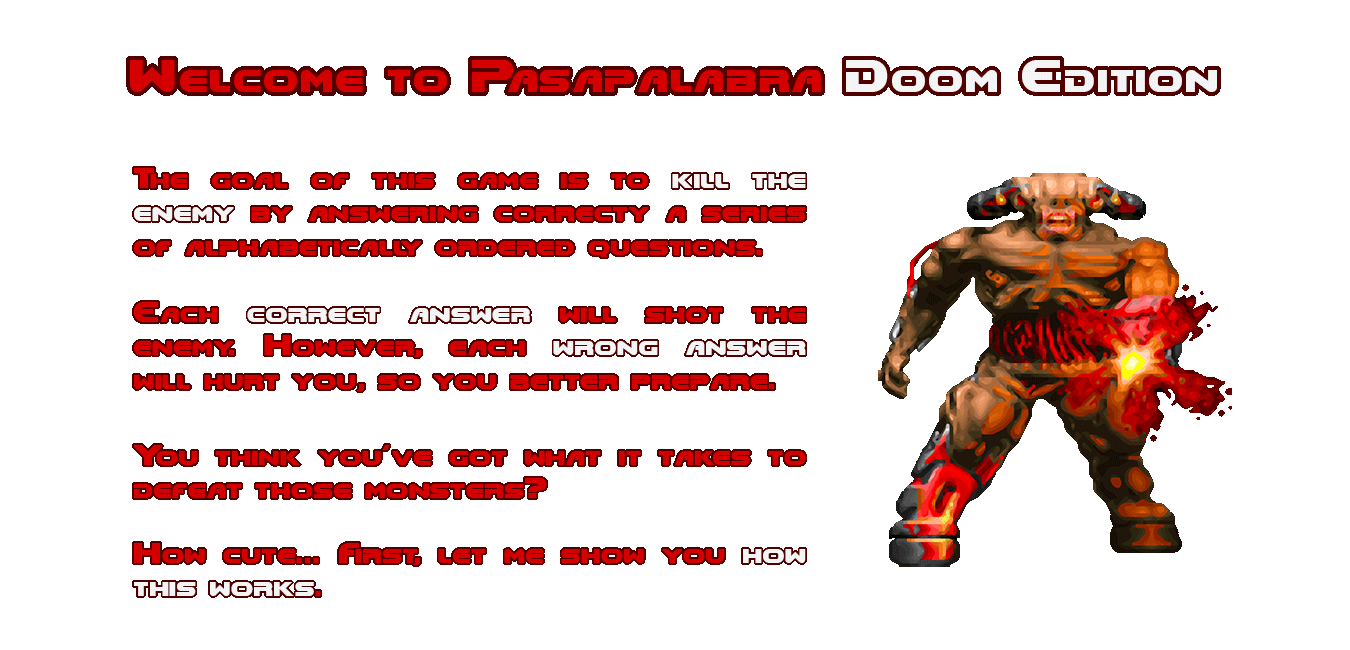 Welcome to Pasapalabra Doom Edition
The goal of this game is to kill the
enemy by answering correcty a series
of alphabetically ordered questions.
Each correct answer will shot the
enemy. However, each wrong answer
will hurt you, so you better prepare.
You think you've got what it takes to
defeat those monsters?
How cute... First, let me show you how
this works.